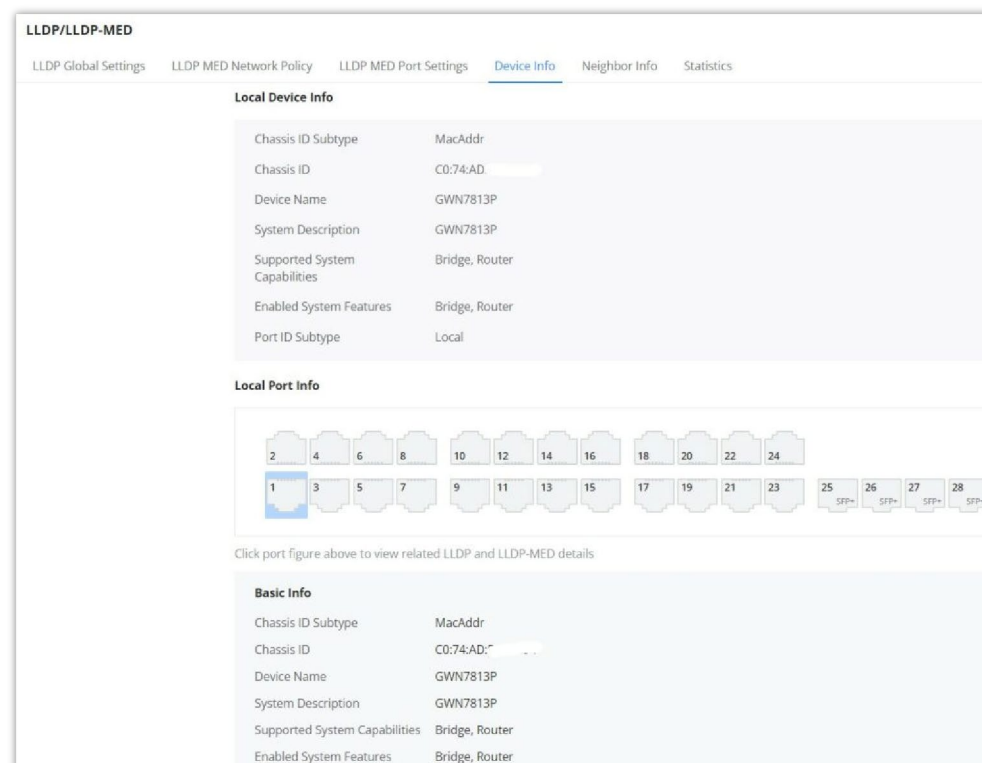 LLDP/LLDP-MED
LLDP Global Settings LLDP MED Network Policy LLDP MED Port Settings Device Info Neighbor Info Statistics
Local Device Info
Chassis ID Subtype MacAddr
Chassis ID C0:74:AD
Device Name GWN7813P
System Description GWN7813P
Supported System Bridge, Router
Capabilities
Enabled System Features Bridge, Router
Port ID Subtype Local
Local Port Info
2 4 6 8 10 12 14 16 18 20 22 24
1 3 5 7 9 11 13 15 17 19 21 23 25 26 27 28
SFP+ SFP+ SFP+ SFP+
Click port figure above to view related LLDP and LLDP-MED details
Basic Info
Chassis ID Subtype MacAddr
Chassis ID C0:74:AD:
Device Name GWN7813P
System Description GWN7813P
Supported System Capabilities Bridge, Router
Enabled System Features Bridge, Router